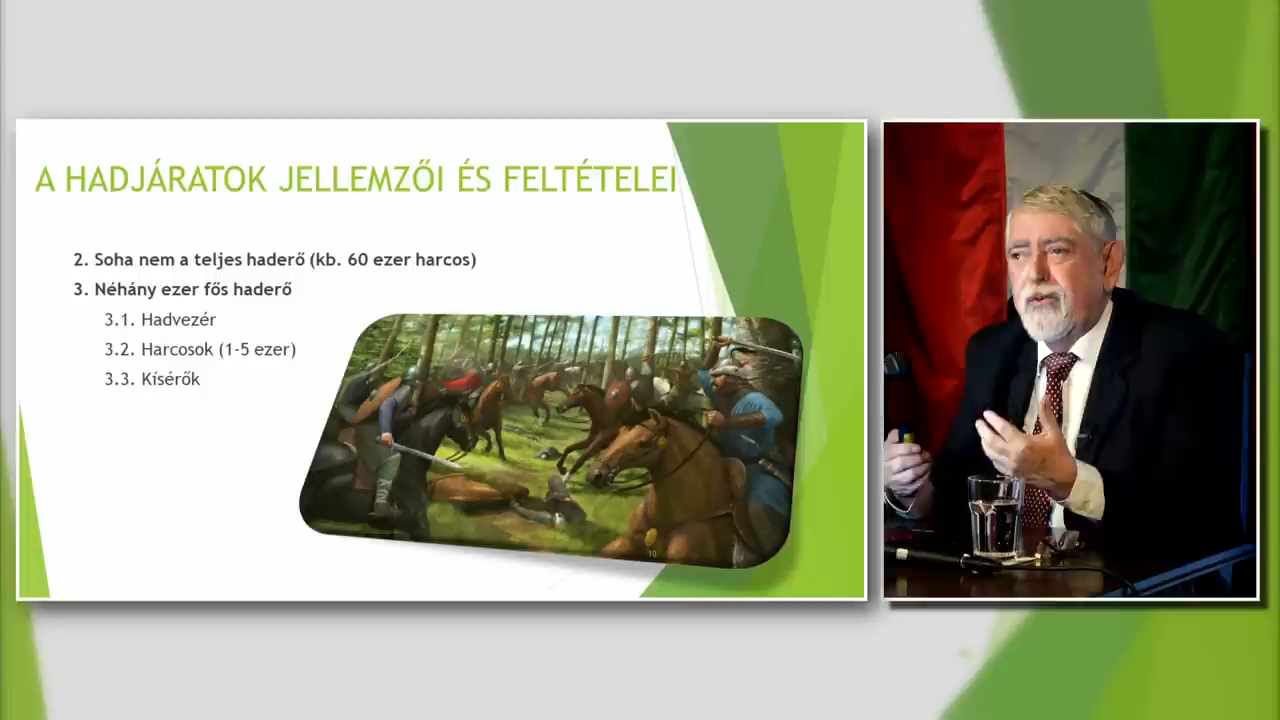 A HADJÁRATOK JELLEMZŐI ÉS FELTÉTELEI
2. Soha nem a teljes haderő (kb. 60 ezer harcos)
3. Néhány ezer fős haderő
3.1. Hadvezér
3.2. Harcosok (1-5 ezer)
3.3. Kísérők
10